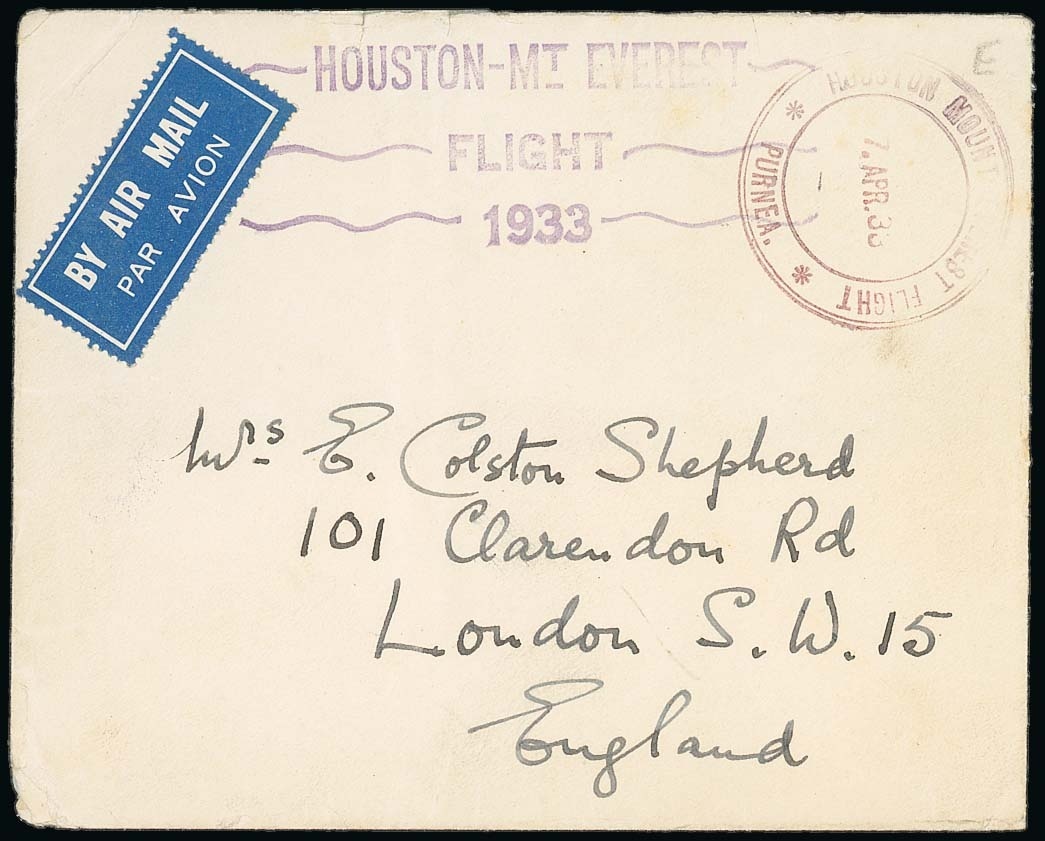 BY AIR MAIL
PAR AVION
HOUSTON-MT EVEREST
FLIGHT
1933
HOUSTON MOUNT EVEREST FLIGHT
* PURNEA. *
7.APR.33
E
Mrs E. Colston Shepherd
101 Clarendon Rd
London S.W.15
England